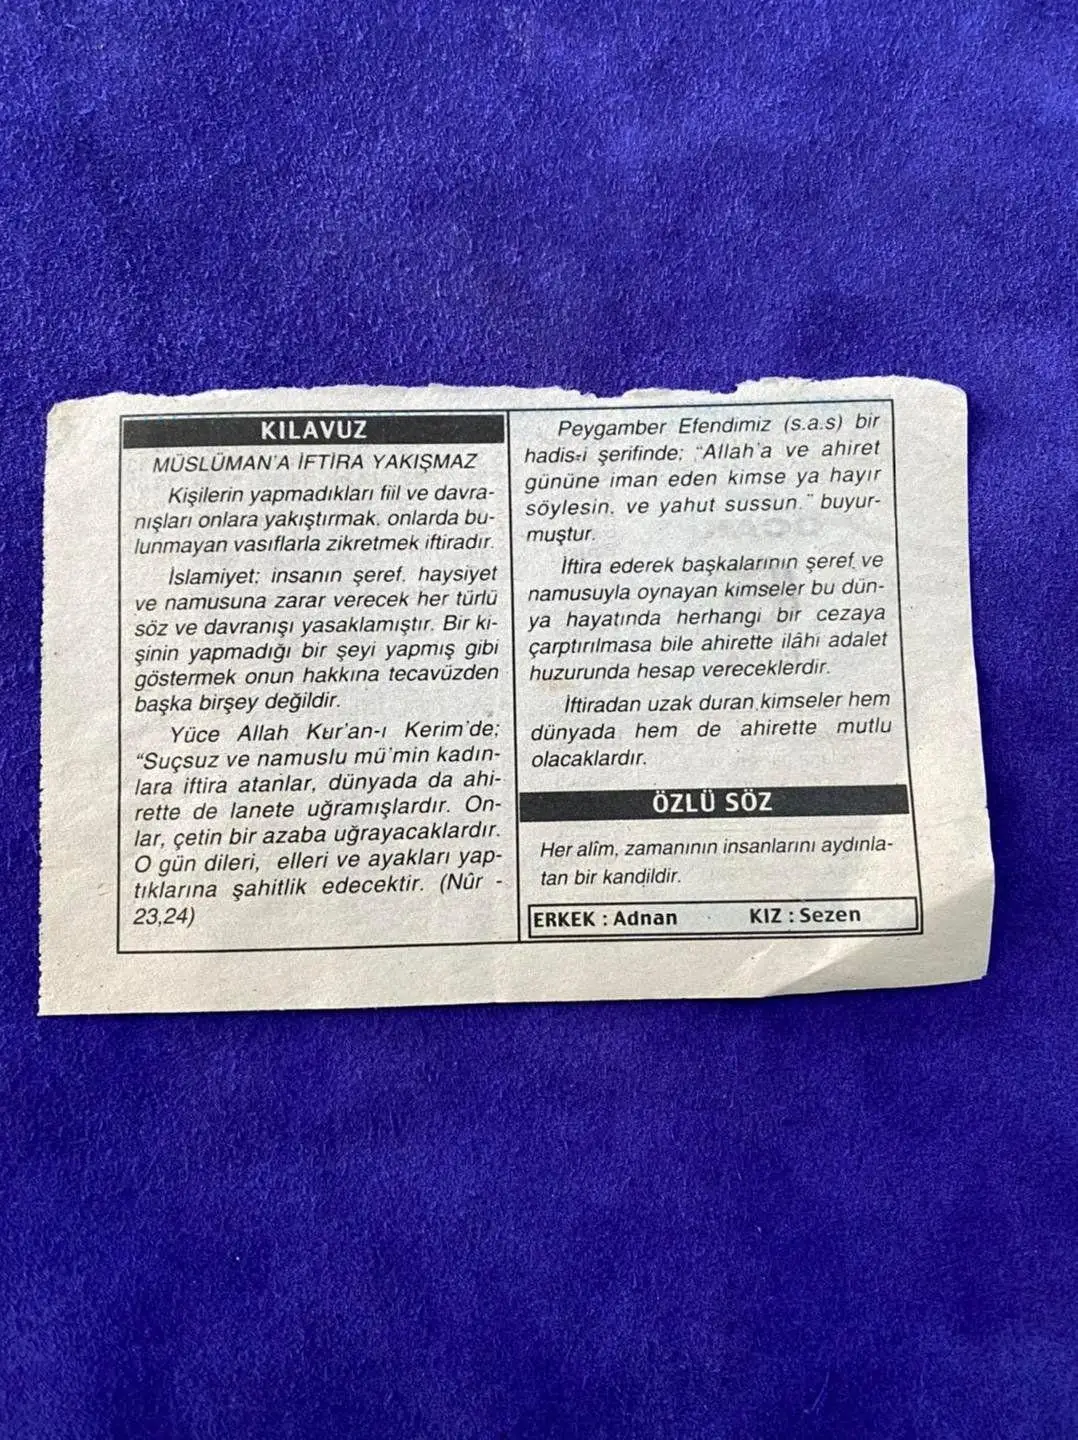 KILAVUZ
MÜSLÜMAN'A İFTİRA YAKIŞMAZ
Kişilerin yapmadıkları fiil ve davra-
nışları onlara yakıştırmak, onlarda bu-
lunmayan vasıflarla zikretmek iftiradır.
İslamiyet; insanın şeref, haysiyet
ve namusuna zarar verecek her türlü
söz ve davranışı yasaklamıştır. Bir ki-
şinin yapmadığı bir şeyi yapmış gibi
göstermek onun hakkına tecavüzden
başka birşey değildir.
Yüce Allah Kur'an-ı Kerim'de;
“Suçsuz ve namuslu mü'min kadın-
lara iftira atanlar, dünyada da ahi-
rette de lanete uğramışlardır. On-
lar, çetin bir azaba uğrayacaklardır.
O gün dileri, elleri ve ayakları yap-
tıklarına şahitlik edecektir. (Nûr -
23,24)
Peygamber Efendimiz (s.a.s) bir
hadis-i şerifinde; “Allah'a ve ahiret
gününe iman eden kimse ya hayır
söylesin, ve yahut sussun.” buyur-
muştur.
İftira ederek başkalarının şeref ve
namusuyla oynayan kimseler bu dün-
ya hayatında herhangi bir cezaya
çarptırılmasa bile ahirette ilâhi adalet
huzurunda hesap vereceklerdir.
İftiradan uzak duran kimseler hem
dünyada hem de ahirette mutlu
olacaklardır.
ÖZLÜ SÖZ
Her alîm, zamanının insanlarını aydınla-
tan bir kandildir.
ERKEK : Adnan KIZ : Sezen